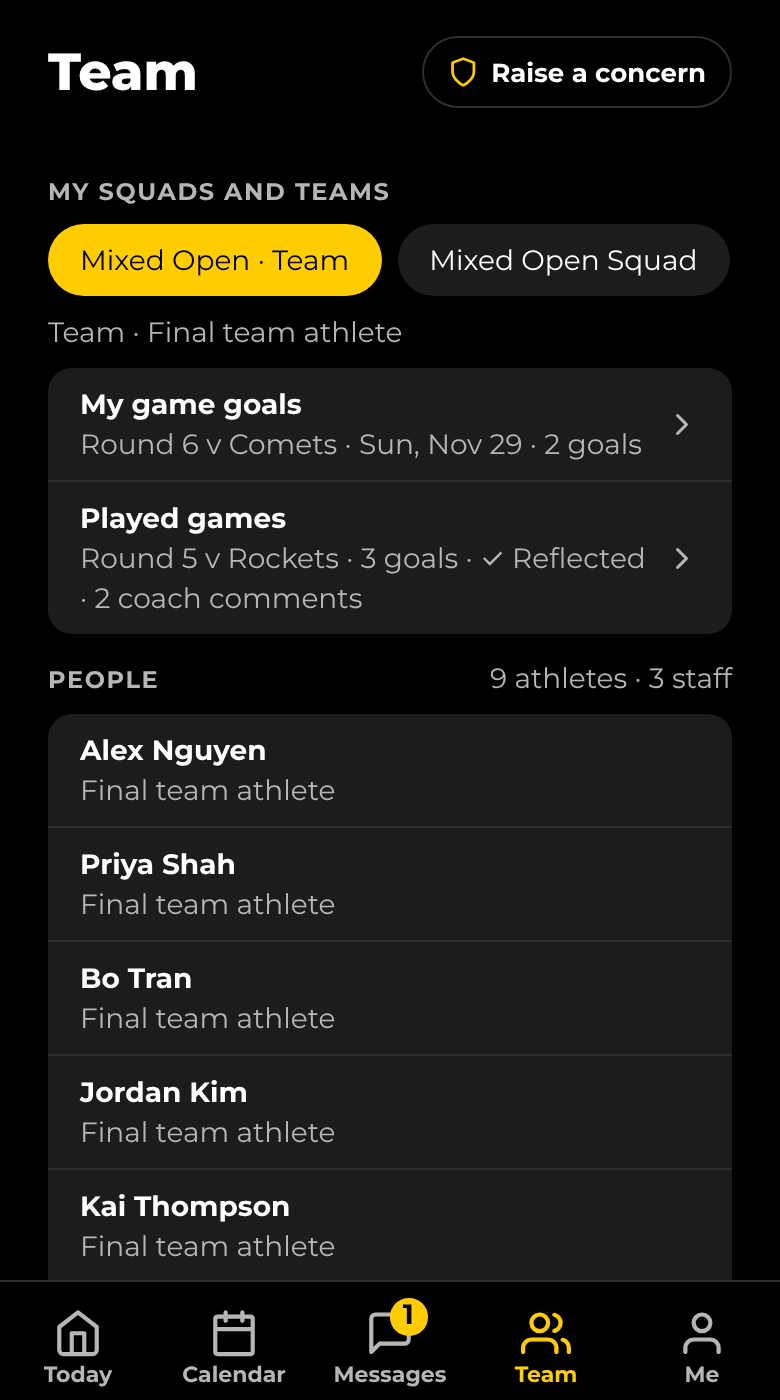 Team
Raise a concern
MY SQUADS AND TEAMS
Mixed Open · Team
Mixed Open Squad
Team · Final team athlete
My game goals
Round 6 v Comets · Sun, Nov 29 · 2 goals
Played games
Round 5 v Rockets · 3 goals · ✓ Reflected
· 2 coach comments
PEOPLE
9 athletes · 3 staff
Alex Nguyen
Final team athlete
Priya Shah
Final team athlete
Bo Tran
Final team athlete
Jordan Kim
Final team athlete
Kai Thompson
Final team athlete
1
Today
Calendar
Messages
Team
Me